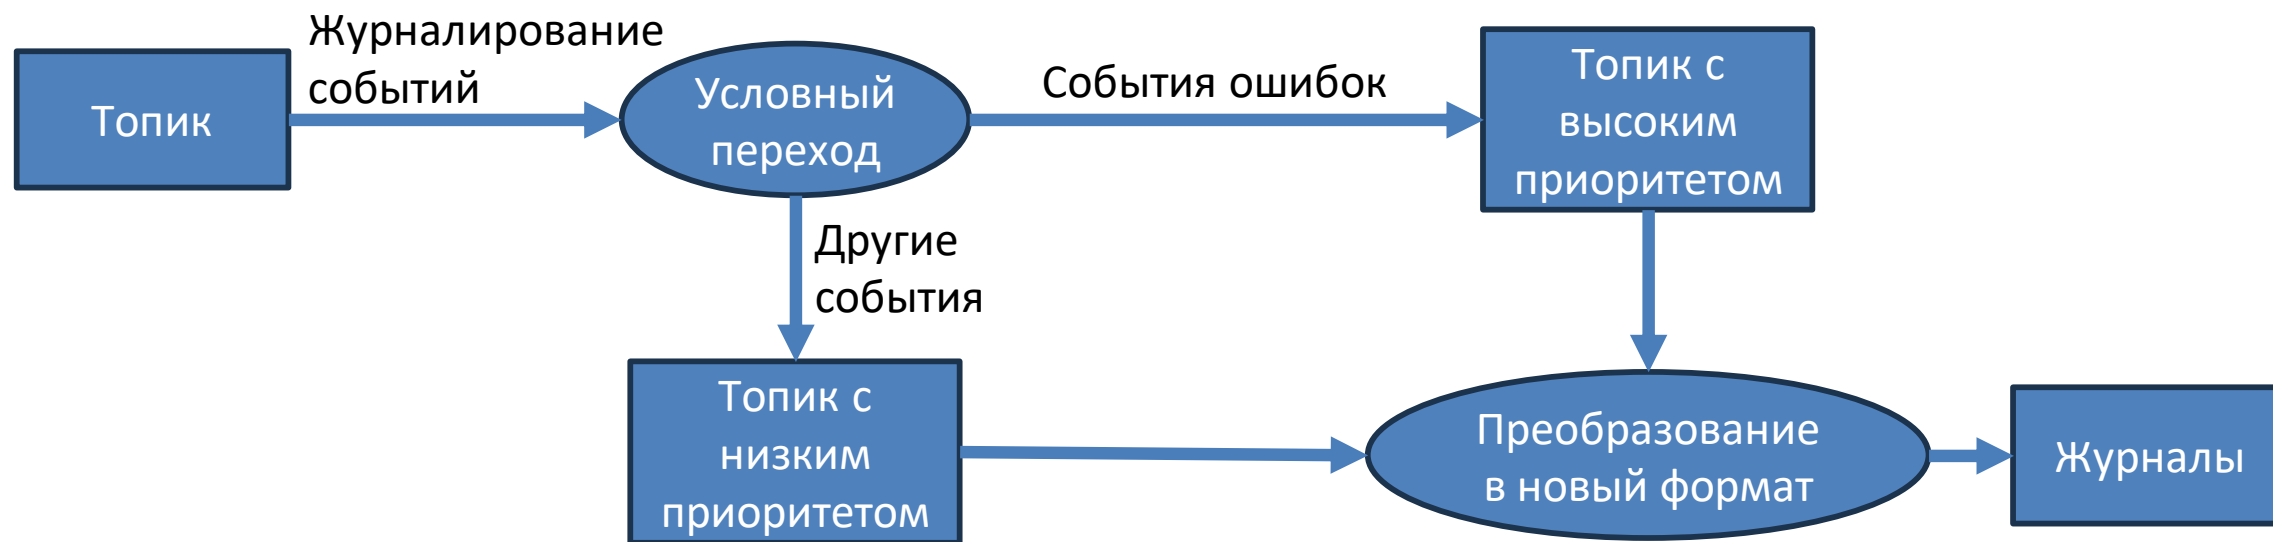 Топик
Журналирование
событий
Условный
переход
События ошибок
Топик с
высоким
приоритетом
Другие
события
Топик с
низким
приоритетом
Преобразование
в новый формат
Журналы